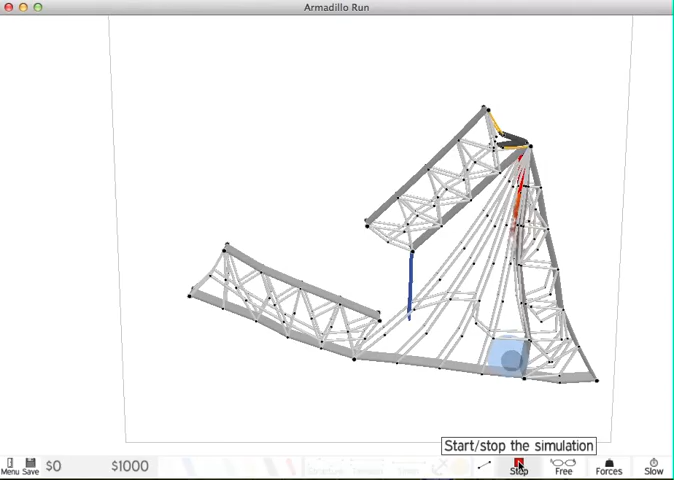 Armadillo Run
Start/stop the simulation
Menu Save $0 $1000 Stop Free Forces Slow